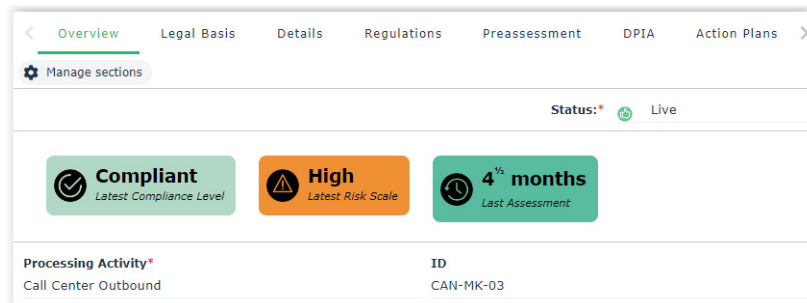 Overview Legal Basis Details Regulations Preassessment DPIA Action Plans
Manage sections
Status:* Live
Compliant High 4½ months
Latest Compliance Level Latest Risk Scale Last Assessment
Processing Activity* ID
Call Center Outbound CAN-MK-03